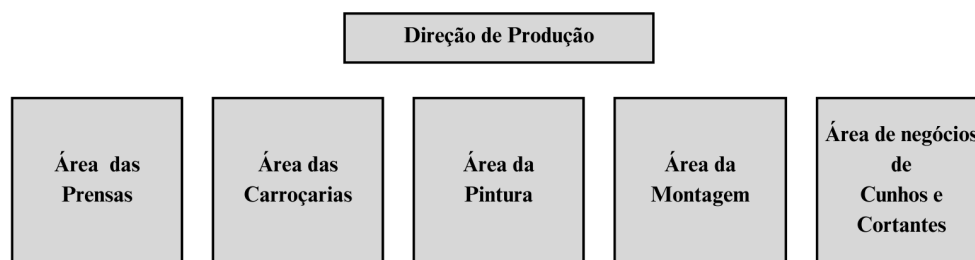 Direção de Produção
Área das
Prensas
Área das
Carroçarias
Área da
Pintura
Área da
Montagem
Área de negócios
de
Cunhos e
Cortantes